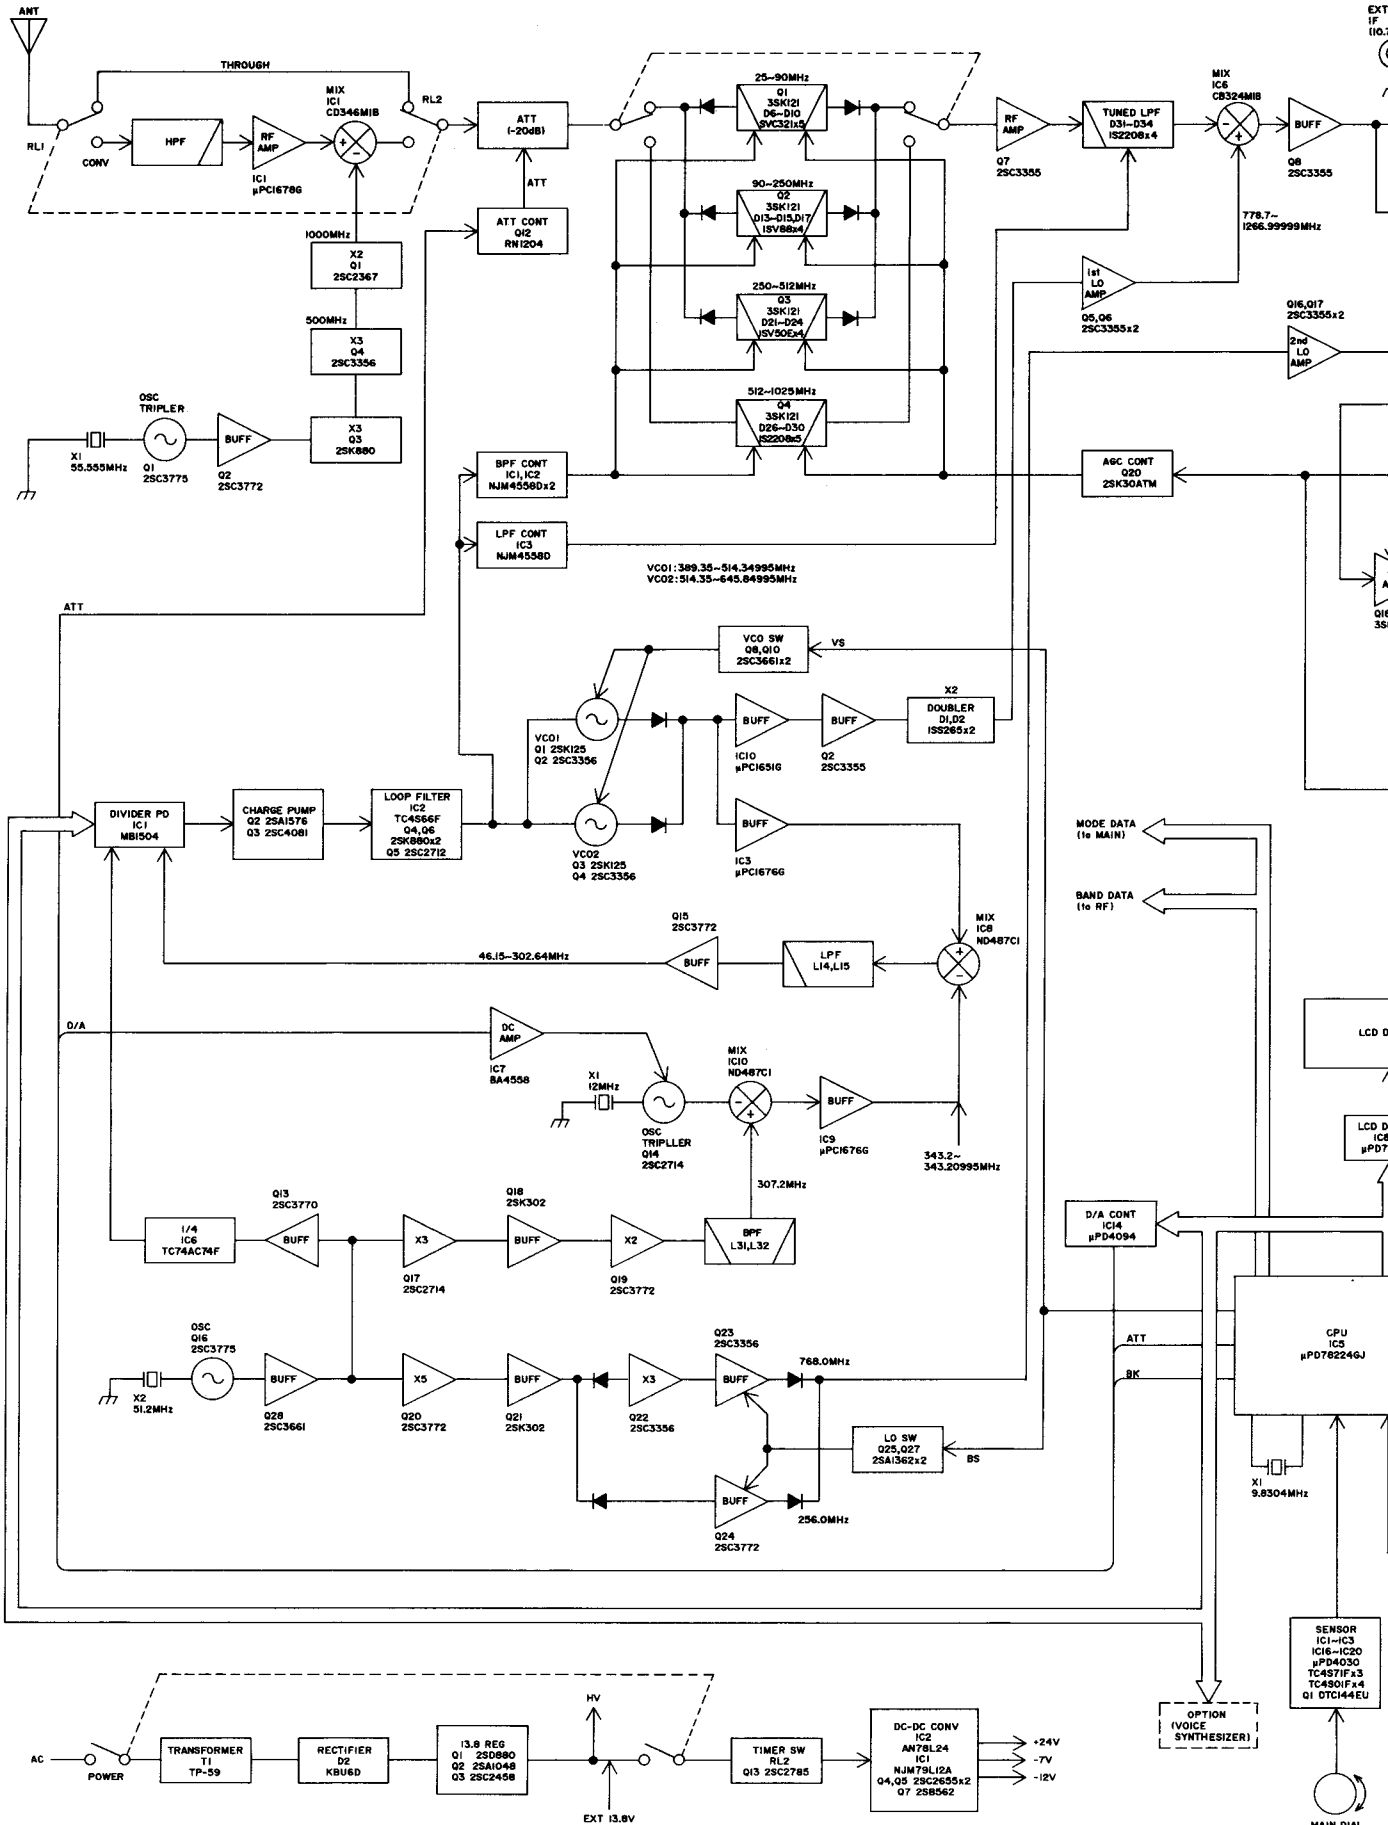 ANT
THROUGH
RL1
CONV
HPF
RF
AMP
IC1
μPC1678G
MIX
IC1
CD346MIB
RL2
1000MHz
X2
Q1
2SC2367
500MHz
X3
Q4
2SC3356
X3
Q3
2SK880
OSC
TRIPLER
X1
55.555MHz
Q1
2SC3775
BUFF
Q2
2SC3772
ATT
(-20dB)
ATT
ATT CONT
Q12
RN1204
25~90MHz
Q1
3SK121
D6~D10
SVC321x5
90~250MHz
Q2
3SK121
D13~D15,D17
ISV88x4
250~512MHz
Q3
3SK121
D21~D24
ISV50Ex4
512~1025MHz
Q4
3SK121
D26~D30
IS2208x5
RF
AMP
Q7
2SC3355
TUNED LPF
D31~D34
IS2208x4
MIX
IC6
CB324MIB
BUFF
Q8
2SC3355
EXT
IF
778.7~
1266.99999MHz
1st
LO
AMP
Q5,Q6
2SC3355x2
Q16,Q17
2SC3355x2
2nd
LO
AMP
BPF CONT
IC1,IC2
NJM4558Dx2
AGC CONT
Q20
2SK30ATM
LPF CONT
IC3
NJM4558D
VCO1:389.35~514.34995MHz
VCO2:514.35~645.84995MHz
ATT
VCO SW
Q8,Q10
2SC3661x2
VS
VCO1
Q1 2SK125
Q2 2SC3356
BUFF
IC10
μPC1651G
BUFF
Q2
2SC3355
X2
DOUBLER
D1,D2
ISS265x2
DIVIDER PD
IC1
MB1504
CHARGE PUMP
Q2 2SA1576
Q3 2SC4081
LOOP FILTER
IC2
TC4S66F
Q4,Q6
2SK880x2
Q5 2SC2712
VCO2
Q3 2SK125
Q4 2SC3356
BUFF
IC3
μPC1676G
MODE DATA
(to MAIN)
BAND DATA
(to RF)
46.15~302.64MHz
Q15
2SC3772
BUFF
LPF
L14,L15
MIX
IC8
ND487C1
D/A
DC
AMP
IC7
BA4558
X1
12MHz
OSC
TRIPLLER
Q14
2SC2714
MIX
IC10
ND487C1
BUFF
IC9
μPC1676G
343.2~
343.20995MHz
307.2MHz
LCD D
LCD D
1/4
IC6
TC74AC74F
Q13
2SC3770
BUFF
X3
Q17
2SC2714
Q18
2SK302
BUFF
X2
Q19
2SC3772
BPF
L31,L32
D/A CONT
IC14
μPD4094
X2
51.2MHz
OSC
Q16
2SC3775
BUFF
Q28
2SC3661
X5
Q20
2SC3772
BUFF
Q21
2SK302
X3
Q22
2SC3356
Q23
2SC3356
BUFF
768.0MHz
LO SW
Q25,Q27
2SA1362x2
BS
BUFF
Q24
2SC3772
256.0MHz
ATT
BK
CPU
IC5
μPD78224GJ
X1
9.8304MHz
SENSOR
IC1~IC3
IC16~IC20
μPD4030
TC4S71Fx3
TC4S01Fx4
Q1 DTC144EU
OPTION
(VOICE
SYNTHESIZER)
AC
POWER
TRANSFORMER
T1
TP-59
RECTIFIER
D2
KBU6D
13.8 REG
Q1 2SD880
Q2 2SA1048
Q3 2SC2458
HV
EXT 13.8V
TIMER SW
RL2
Q13 2SC2785
DC-DC CONV
IC2
AN78L24
IC1
NJM79L12A
Q4,Q5 2SC2655x2
Q7 2SB562
+24V
-7V
-12V
MAIN DIAL